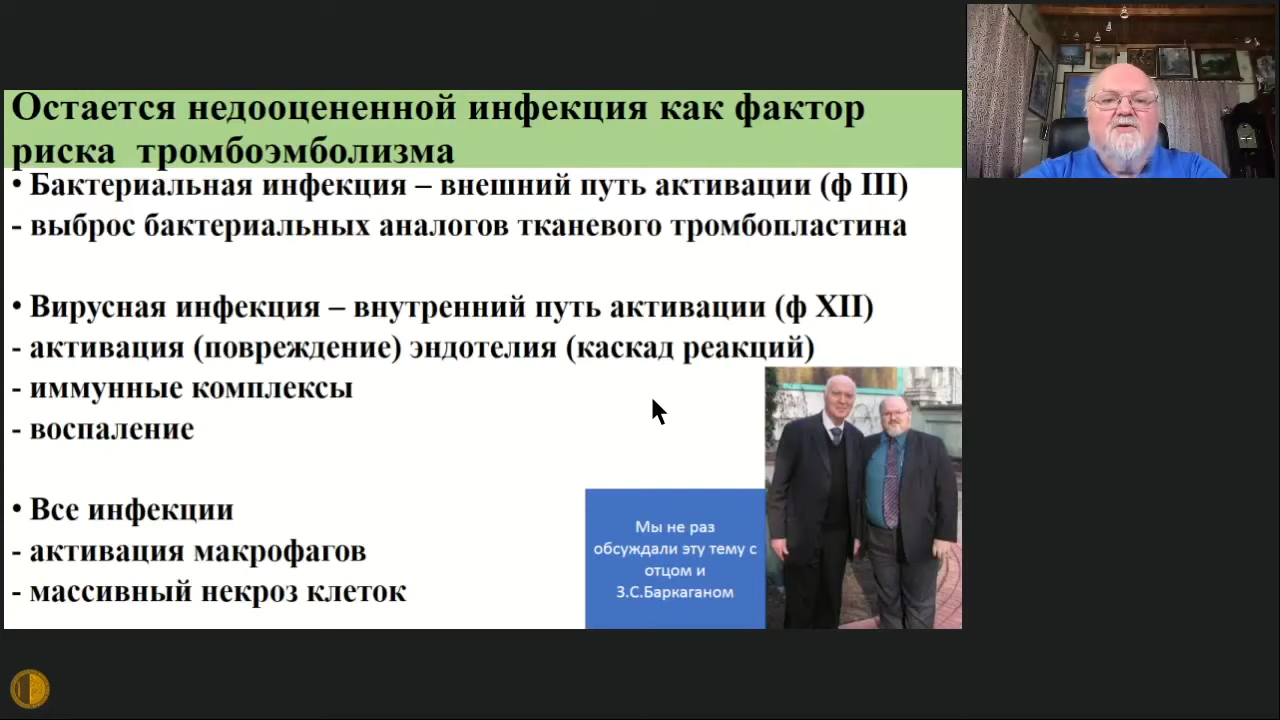 Остается недооцененной инфекция как фактор
риска тромбоэмболизма
• Бактериальная инфекция – внешний путь активации (ф III)
- выброс бактериальных аналогов тканевого тромбопластина
• Вирусная инфекция – внутренний путь активации (ф XII)
- активация (повреждение) эндотелия (каскад реакций)
- иммунные комплексы
- воспаление
• Все инфекции
- активация макрофагов
- массивный некроз клеток
Мы не раз
обсуждали эту тему с
отцом и
З.С.Баркаганом